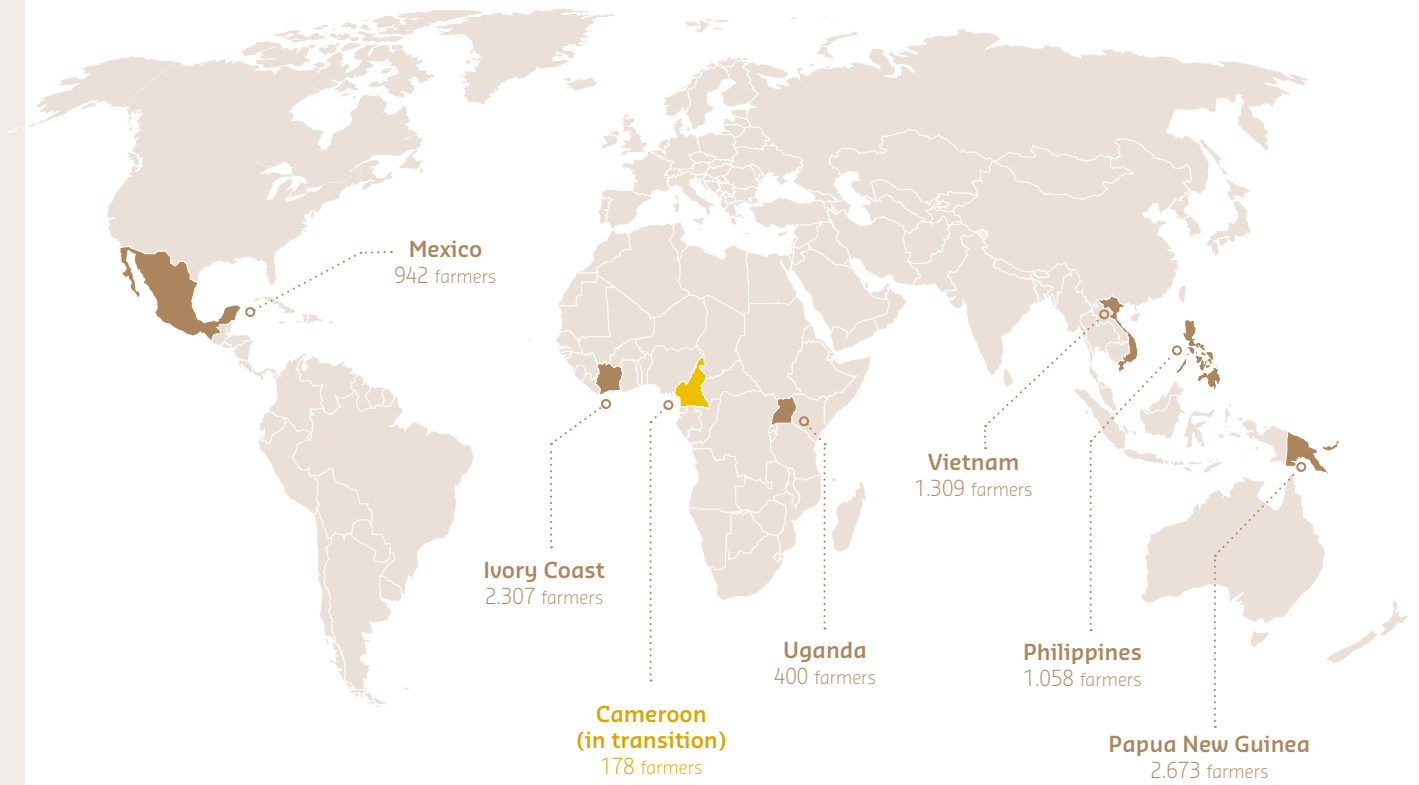 Mexico
942 farmers
Ivory Coast
2.307 farmers
Cameroon
(in transition)
178 farmers
Uganda
400 farmers
Vietnam
1.309 farmers
Philippines
1.058 farmers
Papua New Guinea
2.673 farmers